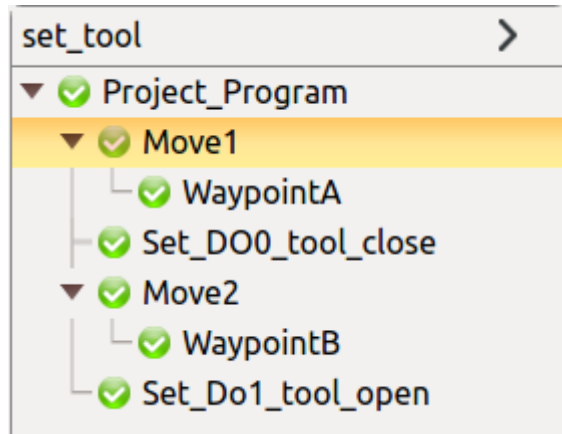 set_tool
Project_Program
Move1
WaypointA
Set_DO0_tool_close
Move2
WaypointB
Set_Do1_tool_open